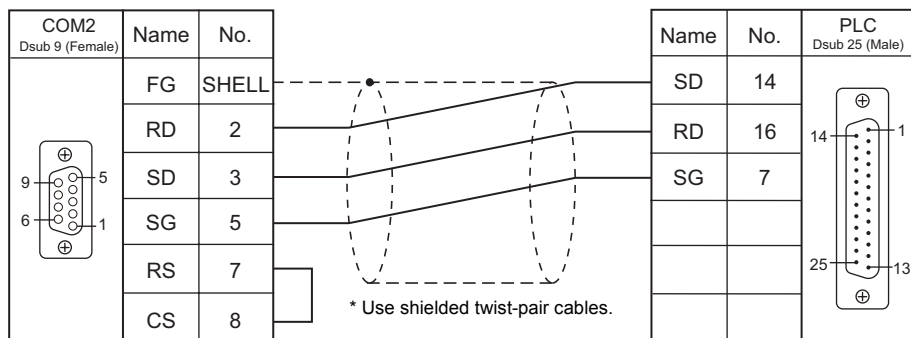 COM2
Dsub 9 (Female)
Name No.
FG SHELL
RD 2
SD 3
SG 5
RS 7
CS 8
9 5
6 1
* Use shielded twist-pair cables.
Name No.
PLC
Dsub 25 (Male)
SD 14
RD 16
SG 7
14 1
25 13